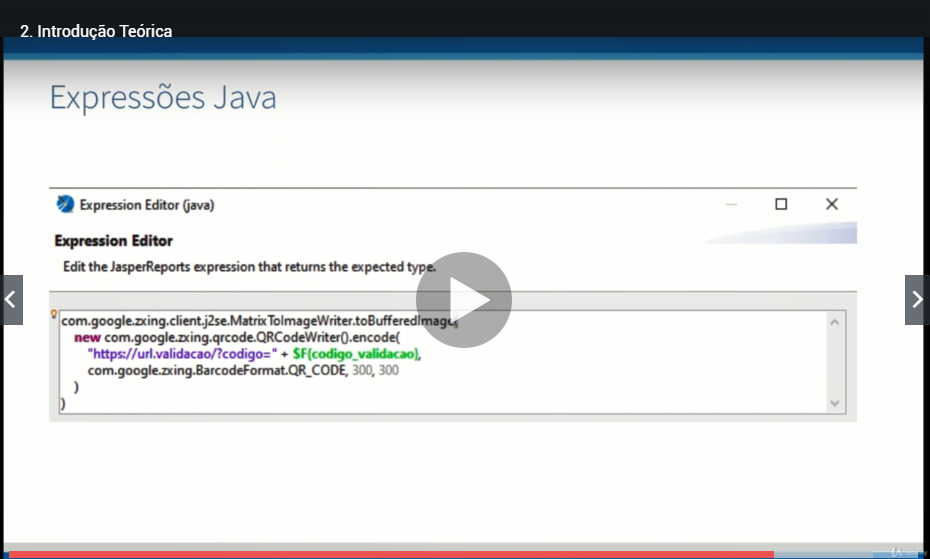 2. Introdução Teórica
Expressões Java
Expression Editor (java)
Expression Editor
Edit the JasperReports expression that returns the expected type.
com.google.zxing.client.j2se.MatrixToImageWriter.toBufferedImage(
new com.google.zxing.qrcode.QRCodeWriter().encode(
"https://url.validacao/?codigo=" + $F{codigo_validacao},
com.google.zxing.BarcodeFormat.QR_CODE, 300, 300
)
)